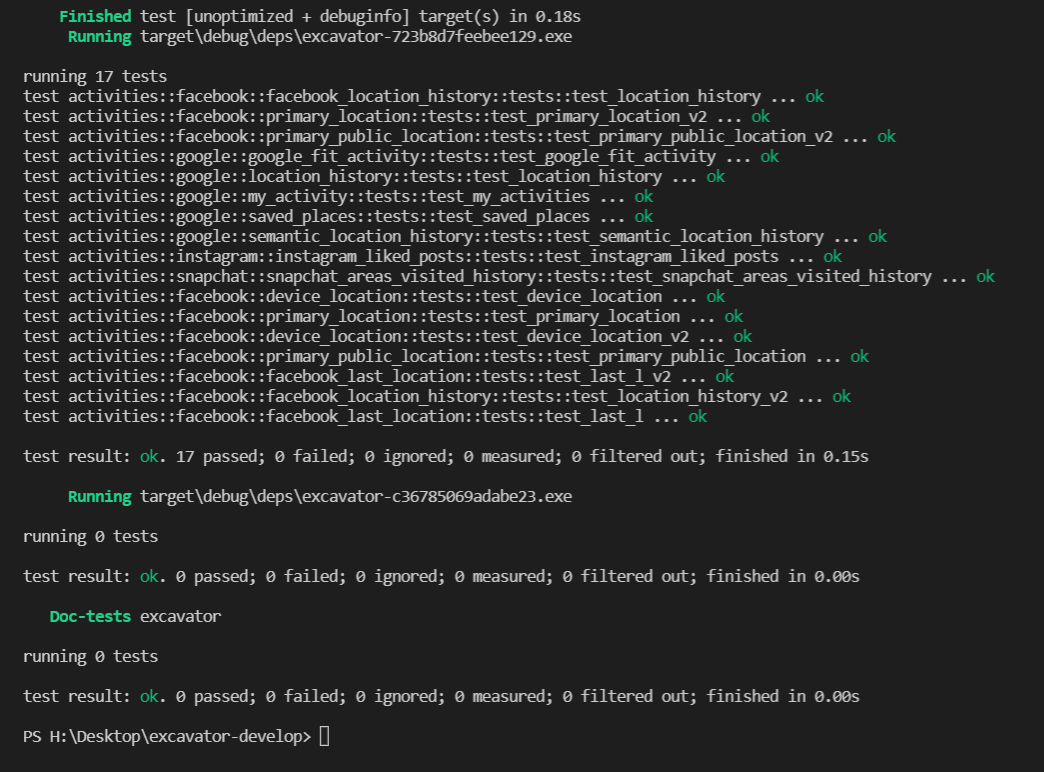 Finished test [unoptimized + debuginfo] target(s) in 0.18s
Running target\debug\deps\excavator-723b8d7feebee129.exe
running 17 tests
test activities::facebook::facebook_location_history::tests::test_location_history ... ok
test activities::facebook::primary_location::tests::test_primary_location_v2 ... ok
test activities::facebook::primary_public_location::tests::test_primary_public_location_v2 ... ok
test activities::google::google_fit_activity::tests::test_google_fit_activity ... ok
test activities::google::location_history::tests::test_location_history ... ok
test activities::google::my_activity::tests::test_my_activities ... ok
test activities::google::saved_places::tests::test_saved_places ... ok
test activities::google::semantic_location_history::tests::test_semantic_location_history ... ok
test activities::instagram::instagram_liked_posts::tests::test_instagram_liked_posts ... ok
test activities::snapchat::snapchat_areas_visited_history::tests::test_snapchat_areas_visited_history ... ok
test activities::facebook::device_location::tests::test_device_location ... ok
test activities::facebook::primary_location::tests::test_primary_location ... ok
test activities::facebook::device_location::tests::test_device_location_v2 ... ok
test activities::facebook::primary_public_location::tests::test_primary_public_location ... ok
test activities::facebook::facebook_last_location::tests::test_last_l_v2 ... ok
test activities::facebook::facebook_location_history::tests::test_location_history_v2 ... ok
test activities::facebook::facebook_last_location::tests::test_last_l ... ok
test result: ok. 17 passed; 0 failed; 0 ignored; 0 measured; 0 filtered out; finished in 0.15s
Running target\debug\deps\excavator-c36785069adabe23.exe
running 0 tests
test result: ok. 0 passed; 0 failed; 0 ignored; 0 measured; 0 filtered out; finished in 0.00s
Doc-tests excavator
running 0 tests
test result: ok. 0 passed; 0 failed; 0 ignored; 0 measured; 0 filtered out; finished in 0.00s
PS H:\Desktop\excavator-develop>